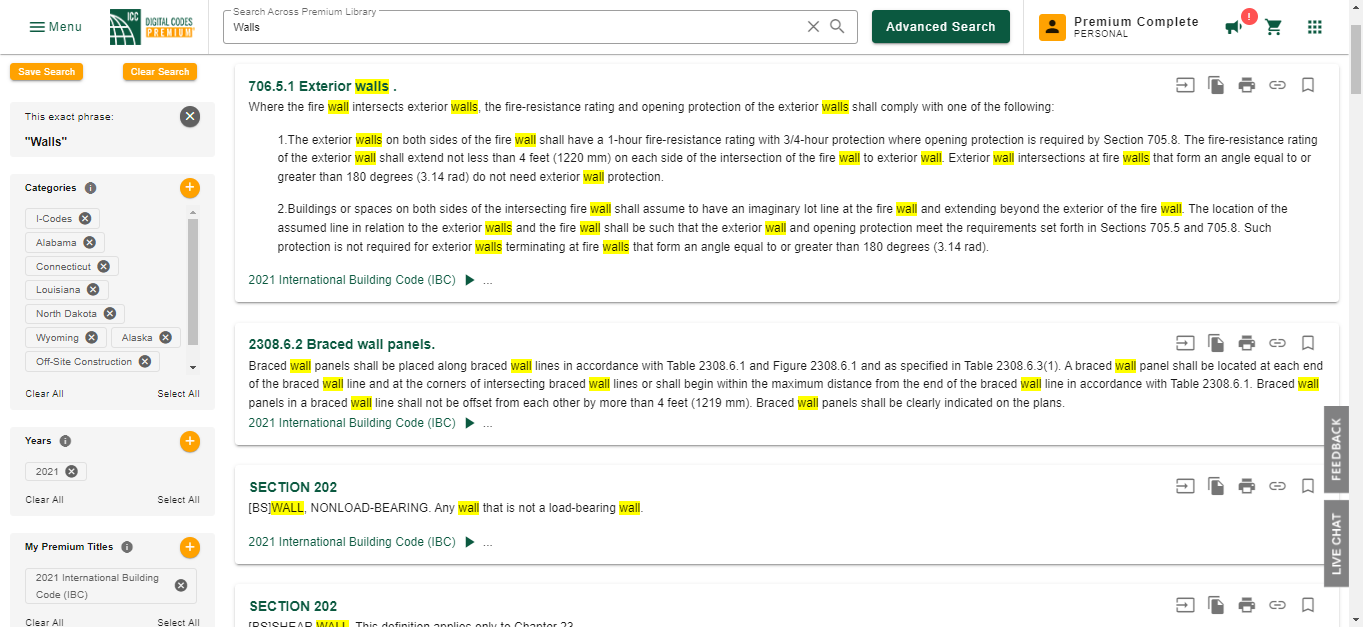 Menu
ICC
DIGITAL CODES
PREMIUM
Search Across Premium Library
Walls
Advanced Search
Premium Complete
PERSONAL
!
Save Search
Clear Search
This exact phrase:
"Walls"
Categories
I-Codes
Alabama
Connecticut
Louisiana
North Dakota
Wyoming
Alaska
Off-Site Construction
Clear All
Select All
Years
2021
Clear All
Select All
My Premium Titles
2021 International Building
Code (IBC)
Clear All
Select All
706.5.1 Exterior walls .
Where the fire wall intersects exterior walls, the fire-resistance rating and opening protection of the exterior walls shall comply with one of the following:
1.The exterior walls on both sides of the fire wall shall have a 1-hour fire-resistance rating with 3/4-hour protection where opening protection is required by Section 705.8. The fire-resistance rating
of the exterior wall shall extend not less than 4 feet (1220 mm) on each side of the intersection of the fire wall to exterior wall. Exterior wall intersections at fire walls that form an angle equal to or
greater than 180 degrees (3.14 rad) do not need exterior wall protection.
2.Buildings or spaces on both sides of the intersecting fire wall shall assume to have an imaginary lot line at the fire wall and extending beyond the exterior of the fire wall. The location of the
assumed line in relation to the exterior walls and the fire wall shall be such that the exterior wall and opening protection meet the requirements set forth in Sections 705.5 and 705.8. Such
protection is not required for exterior walls terminating at fire walls that form an angle equal to or greater than 180 degrees (3.14 rad).
2021 International Building Code (IBC) ▶ ...
2308.6.2 Braced wall panels.
Braced wall panels shall be placed along braced wall lines in accordance with Table 2308.6.1 and Figure 2308.6.1 and as specified in Table 2308.6.3(1). A braced wall panel shall be located at each end
of the braced wall line and at the corners of intersecting braced wall lines or shall begin within the maximum distance from the end of the braced wall line in accordance with Table 2308.6.1. Braced wall
panels in a braced wall line shall not be offset from each other by more than 4 feet (1219 mm). Braced wall panels shall be clearly indicated on the plans.
2021 International Building Code (IBC) ▶ ...
SECTION 202
[BS]WALL, NONLOAD-BEARING. Any wall that is not a load-bearing wall.
2021 International Building Code (IBC) ▶ ...
SECTION 202
[BS]SHEAR WALL. This definition applies only to Chapter 23.
FEEDBACK
LIVE CHAT